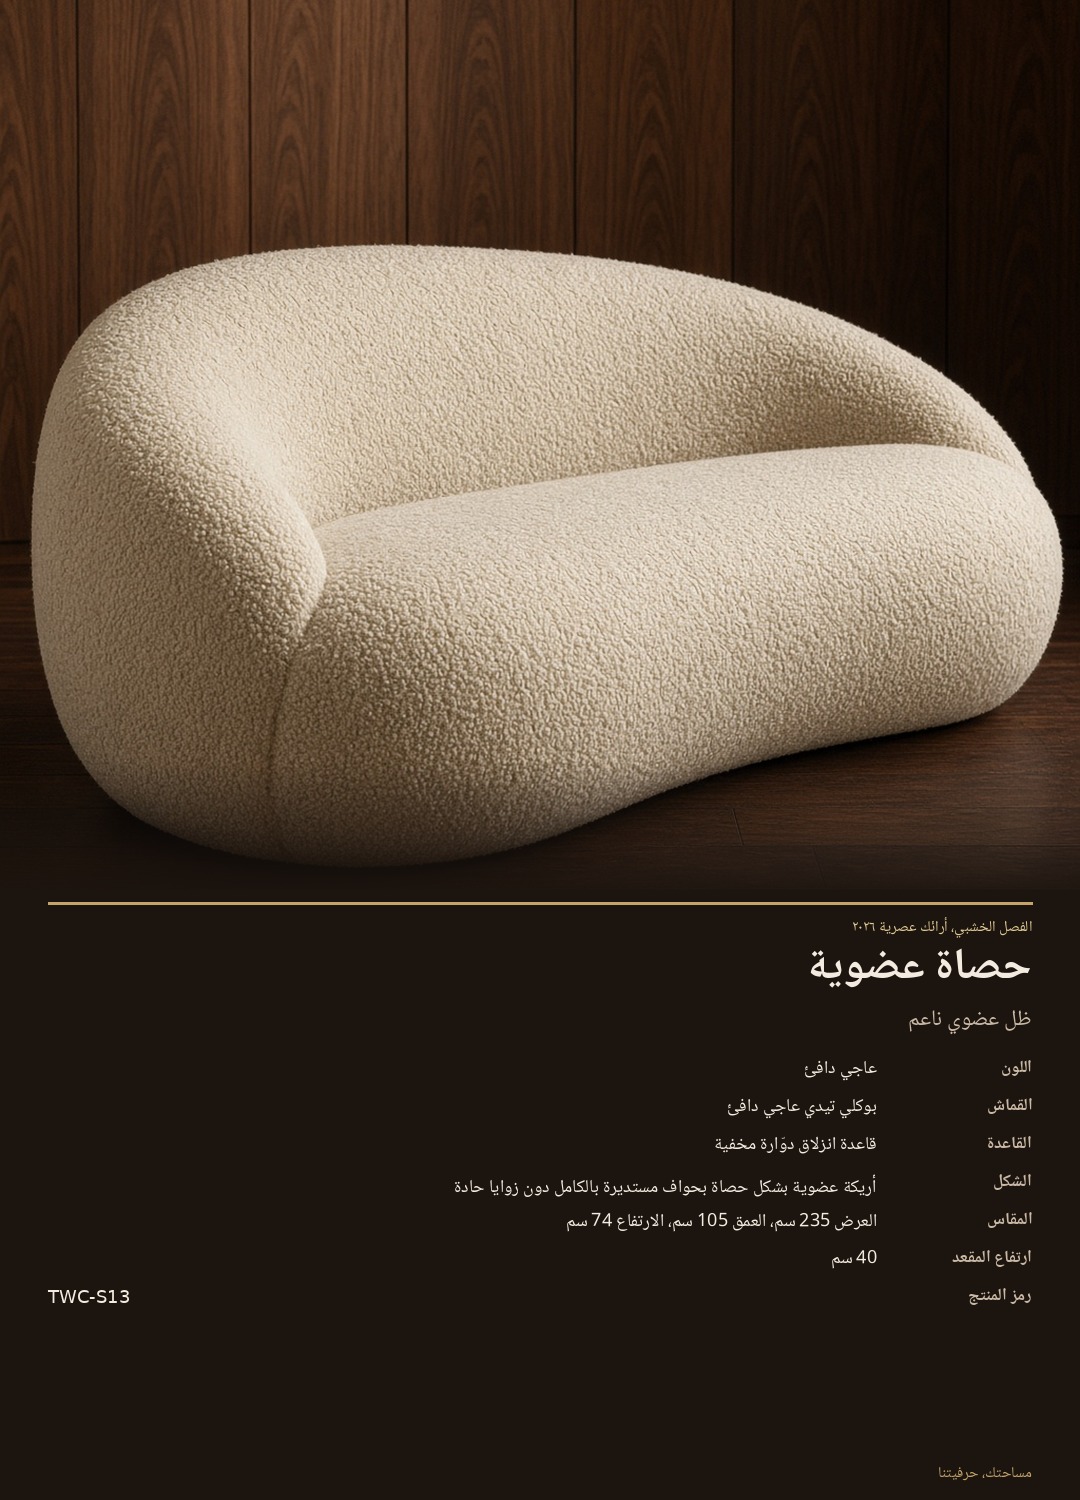 الفصل الخشبي، أرائك عصرية ٢٠٢٦
حصاة عضوية
ظل عضوي ناعم
اللون عاجي دافئ
القماش بوكلي تيدي عاجي دافئ
القاعدة قاعدة انزلاق دوّارة مخفية
الشكل أريكة عضوية بشكل حصاة بحواف مستديرة بالكامل دون زوايا حادة
المقاس العرض 235 سم، العمق 105 سم، الارتفاع 74 سم
ارتفاع المقعد 40 سم
رمز المنتج TWC-S13
مساحتك، حرفيتنا